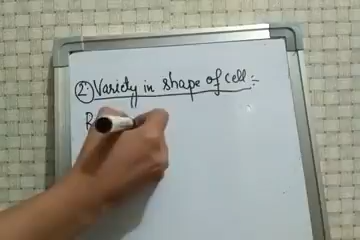 ② Variety in shape of cell :-
R